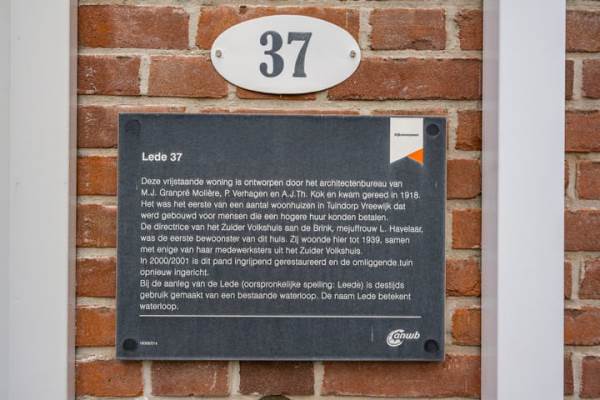 37
Rijksmonument
Lede 37
Deze vrijstaande woning is ontworpen door het architectenbureau van
M.J. Granpré Molière, P. Verhagen en A.J.Th. Kok en kwam gereed in 1918.
Het was het eerste van een aantal woonhuizen in Tuindorp Vreewijk dat
werd gebouwd voor mensen die een hogere huur konden betalen.
De directrice van het Zuider Volkshuis aan de Brink, mejuffrouw L. Havelaar,
was de eerste bewoonster van dit huis. Zij woonde hier tot 1939, samen
met enige van haar medewerksters uit het Zuider Volkshuis.
In 2000/2001 is dit pand ingrijpend gerestaureerd en de omliggende tuin
opnieuw ingericht.
Bij de aanleg van de Lede (oorspronkelijke spelling: Leede) is destijds
gebruik gemaakt van een bestaande waterloop. De naam Lede betekent
waterloop.
anwb